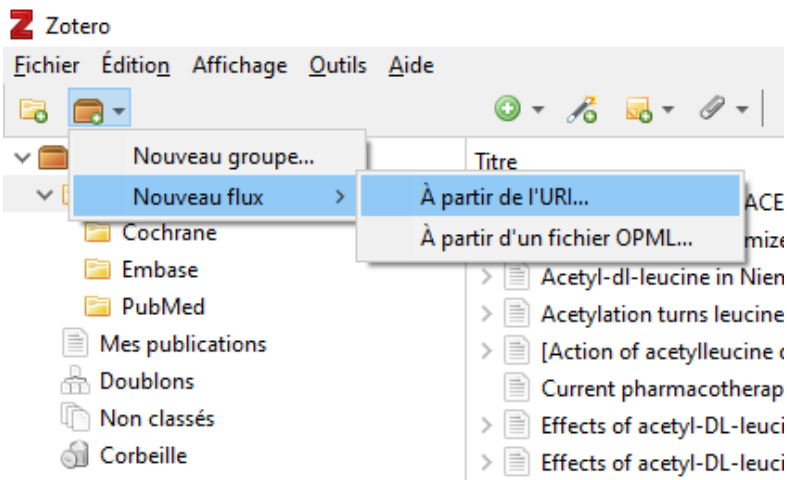 Zotero
Fichier Édition Affichage Outils Aide
Nouveau groupe...
Titre
Nouveau flux
À partir de l'URI...
À partir d'un fichier OPML...
Cochrane
Embase
Acetyl-dl-leucine in Nien
PubMed
Acetylation turns leucine
Mes publications
[Action of acetylleucine
Doublons
Current pharmacotherap
Non classés
Effects of acetyl-DL-leuci
Corbeille
Effects of acetyl-DL-leuci